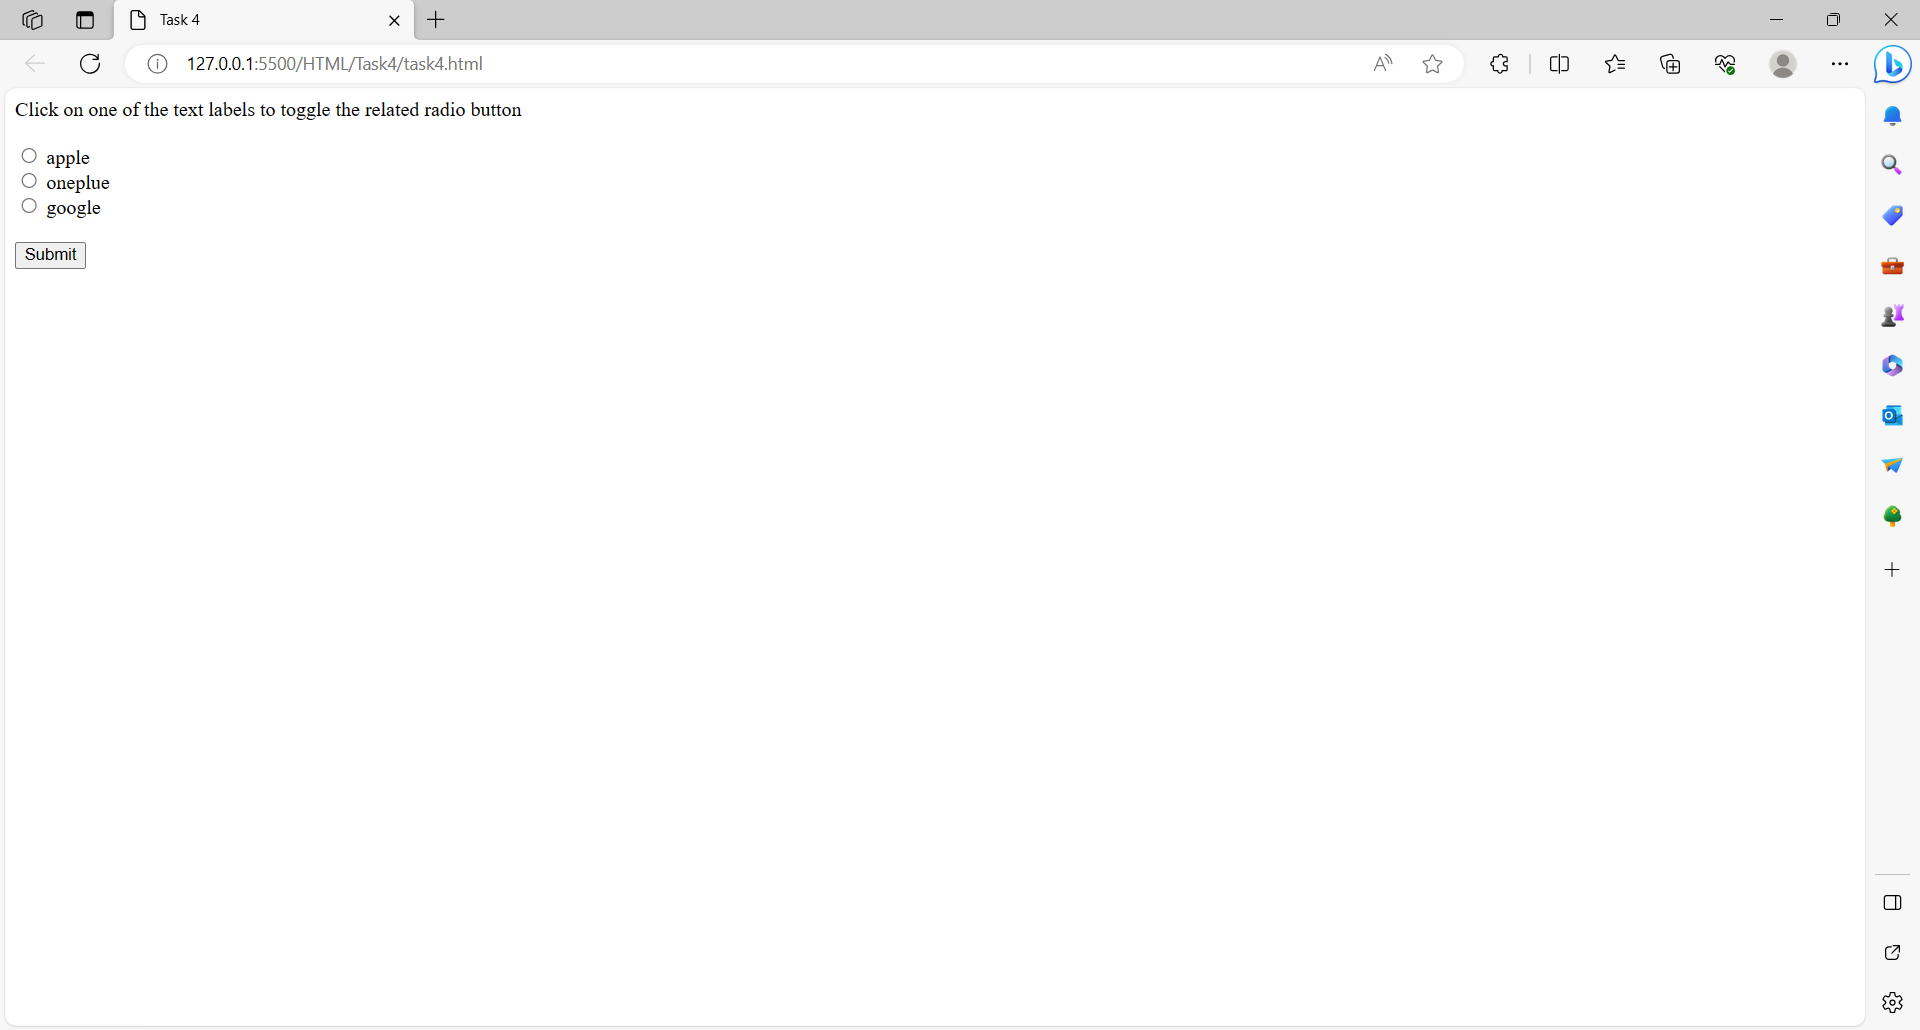 Task 4
127.0.0.1:5500/HTML/Task4/task4.html
Click on one of the text labels to toggle the related radio button
apple
oneplue
google
Submit